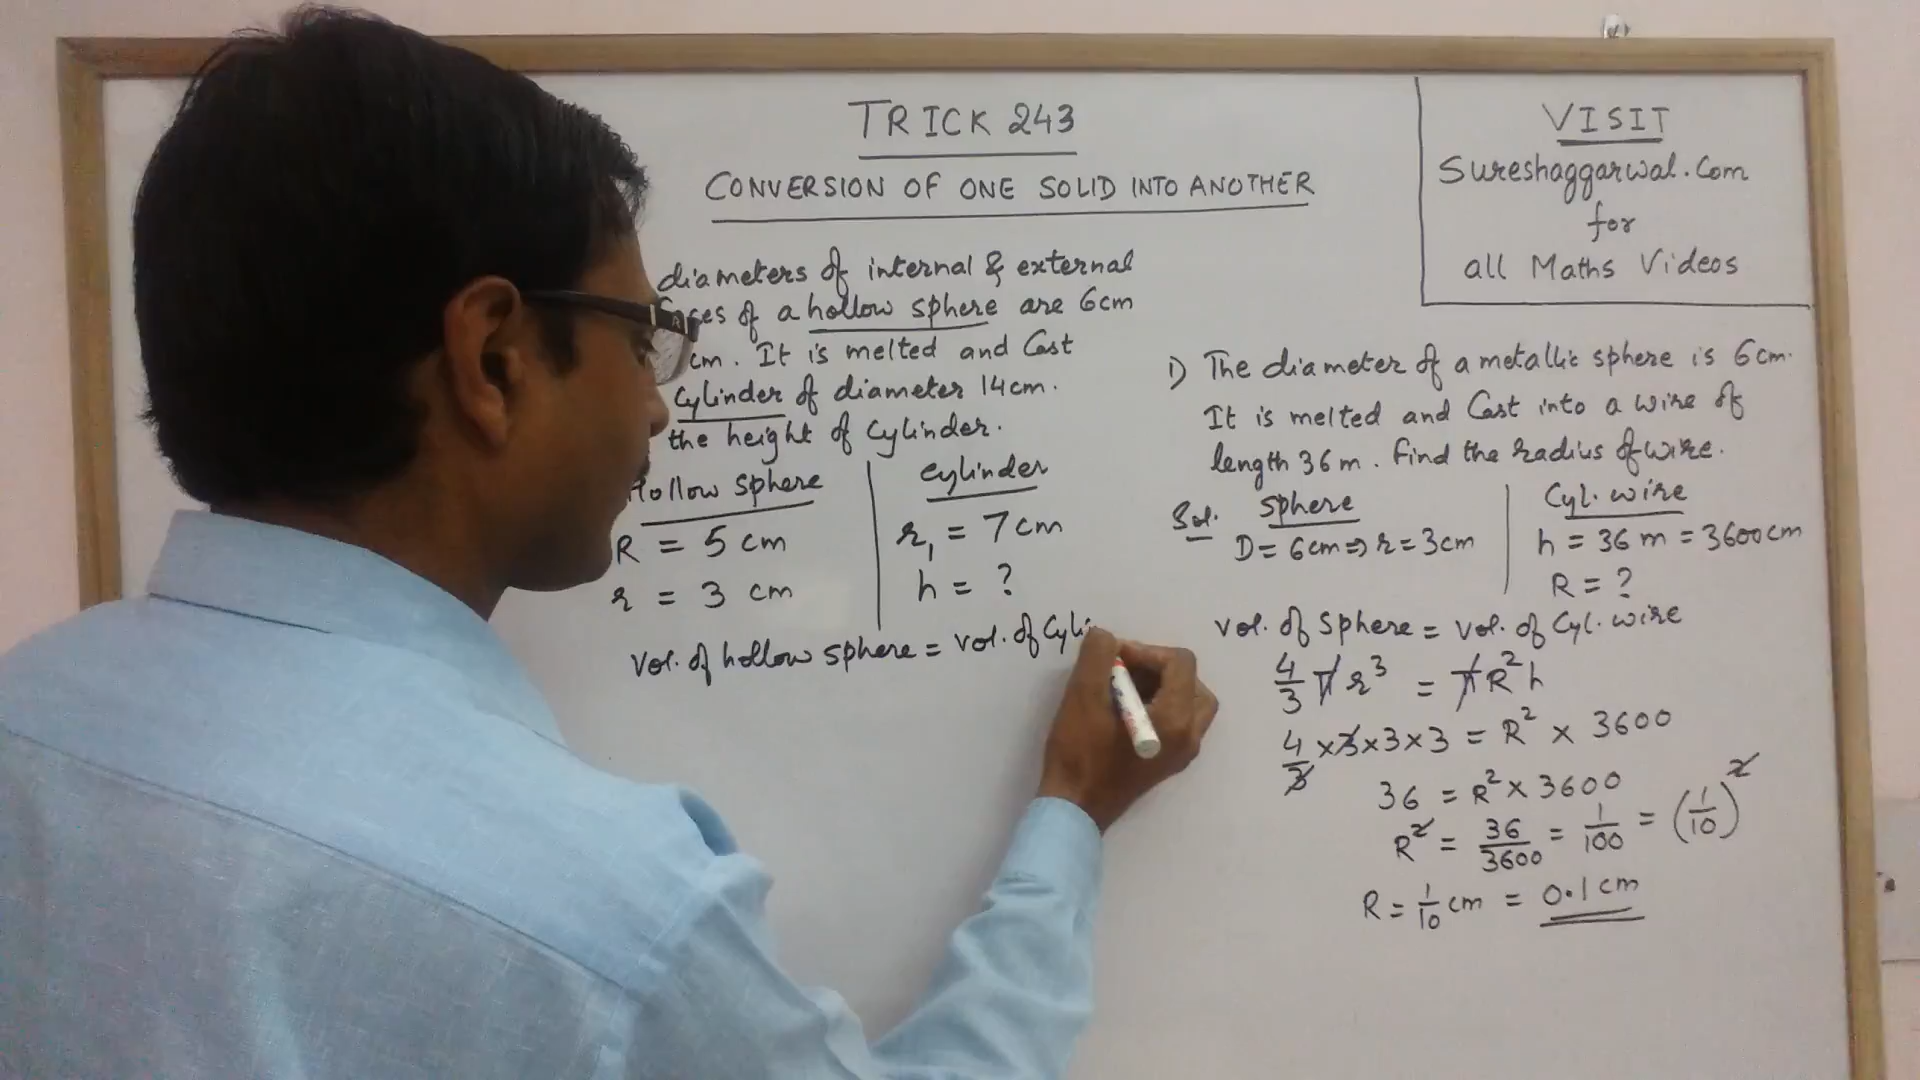 TRICK 243
CONVERSION OF ONE SOLID INTO ANOTHER
VISIT
Sureshaggarwal.Com
for
all Maths Videos
diameters of internal & external
of a hollow sphere are 6cm
cm. It is melted and Cast
cylinder of diameter 14cm.
the height of Cylinder.
Hollow Sphere
R = 5 cm
r = 3 cm
Cylinder
r₁ = 7cm
h = ?
Vol. of hollow sphere = Vol. of Cyli
1) The diameter of a metallic sphere is 6cm.
It is melted and Cast into a wire of
length 36m. Find the radius of wire.
Sol. Sphere
D = 6cm ⇒ r = 3cm
Cyl. wire
h = 36 m = 3600cm
R = ?
Vol. of Sphere = Vol. of Cyl. wire
4/3 π r³ = π R² h
4/3 × 3 × 3 × 3 = R² × 3600
36 = R² × 3600
R² = 36/3600 = 1/100 = (1/10)²
R = 1/10 cm = 0.1 cm